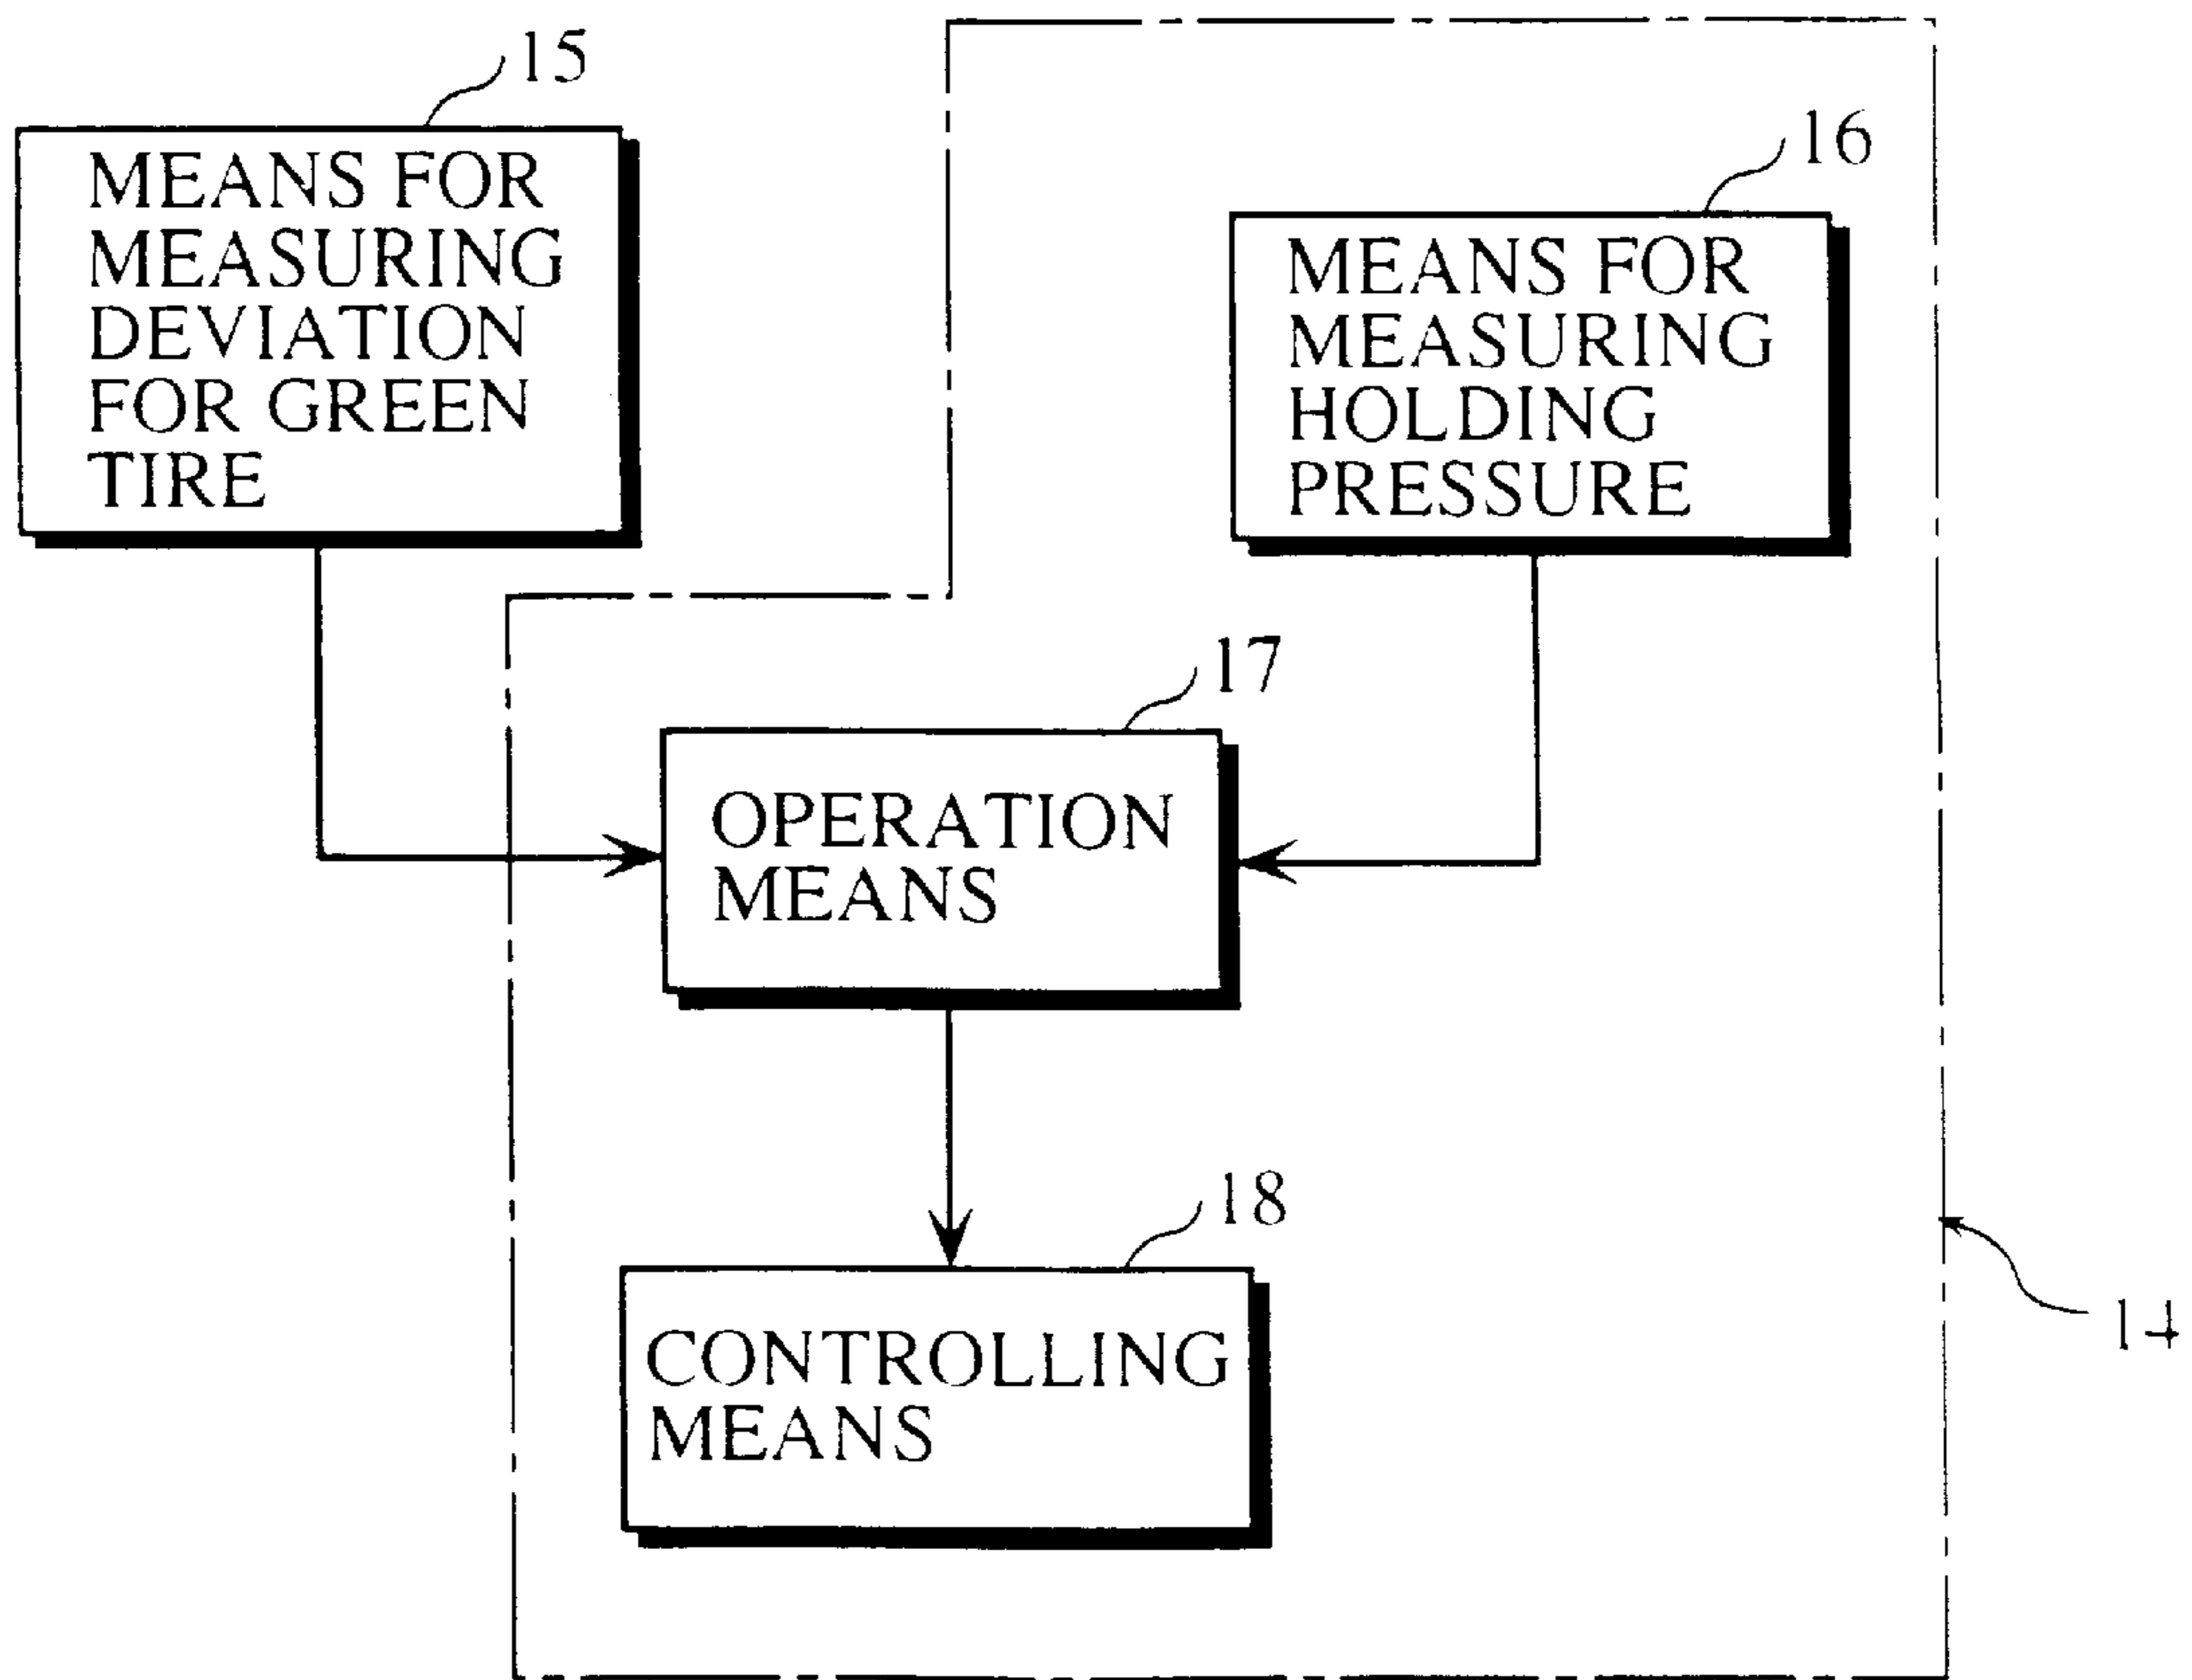 15
MEANS FOR
MEASURING
DEVIATION
FOR GREEN
TIRE
16
MEANS FOR
MEASURING
HOLDING
PRESSURE
17
OPERATION
MEANS
18
CONTROLLING
MEANS
14